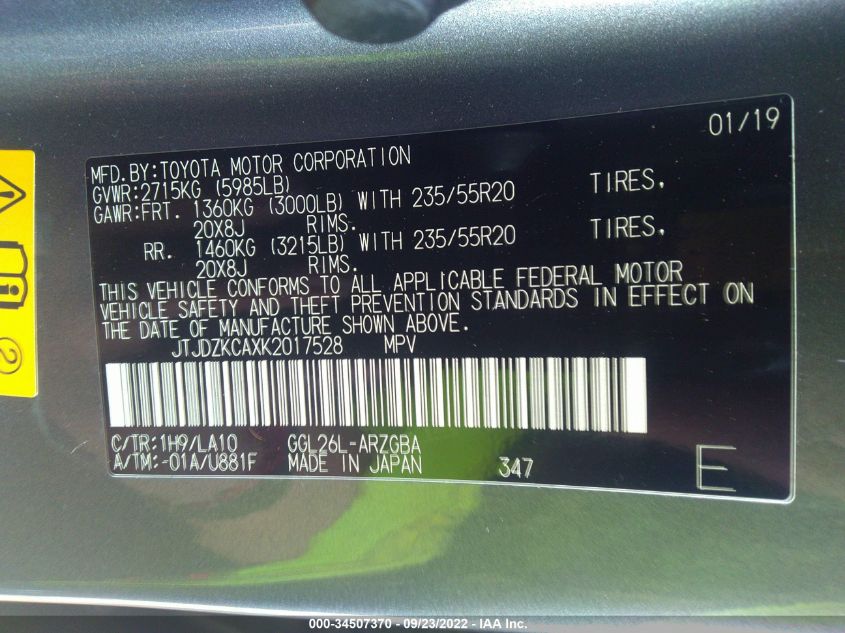 01/19
MFD.BY:TOYOTA MOTOR CORPORATION
GVWR:2715KG (5985LB)
GAWR:FRT. 1360KG (3000LB) WITH 235/55R20 TIRES,
20X8J RIMS.
RR. 1460KG (3215LB) WITH 235/55R20 TIRES,
20X8J RIMS.
THIS VEHICLE CONFORMS TO ALL APPLICABLE FEDERAL MOTOR
VEHICLE SAFETY AND THEFT PREVENTION STANDARDS IN EFFECT ON
THE DATE OF MANUFACTURE SHOWN ABOVE.
JTJDZKCAXK2017528 MPV
C/TR:1H9/LA10 GGL26L-ARZGBA
A/TM:-01A/U881F MADE IN JAPAN 347 E
2
000-34507370 - 09/23/2022 - IAA Inc.